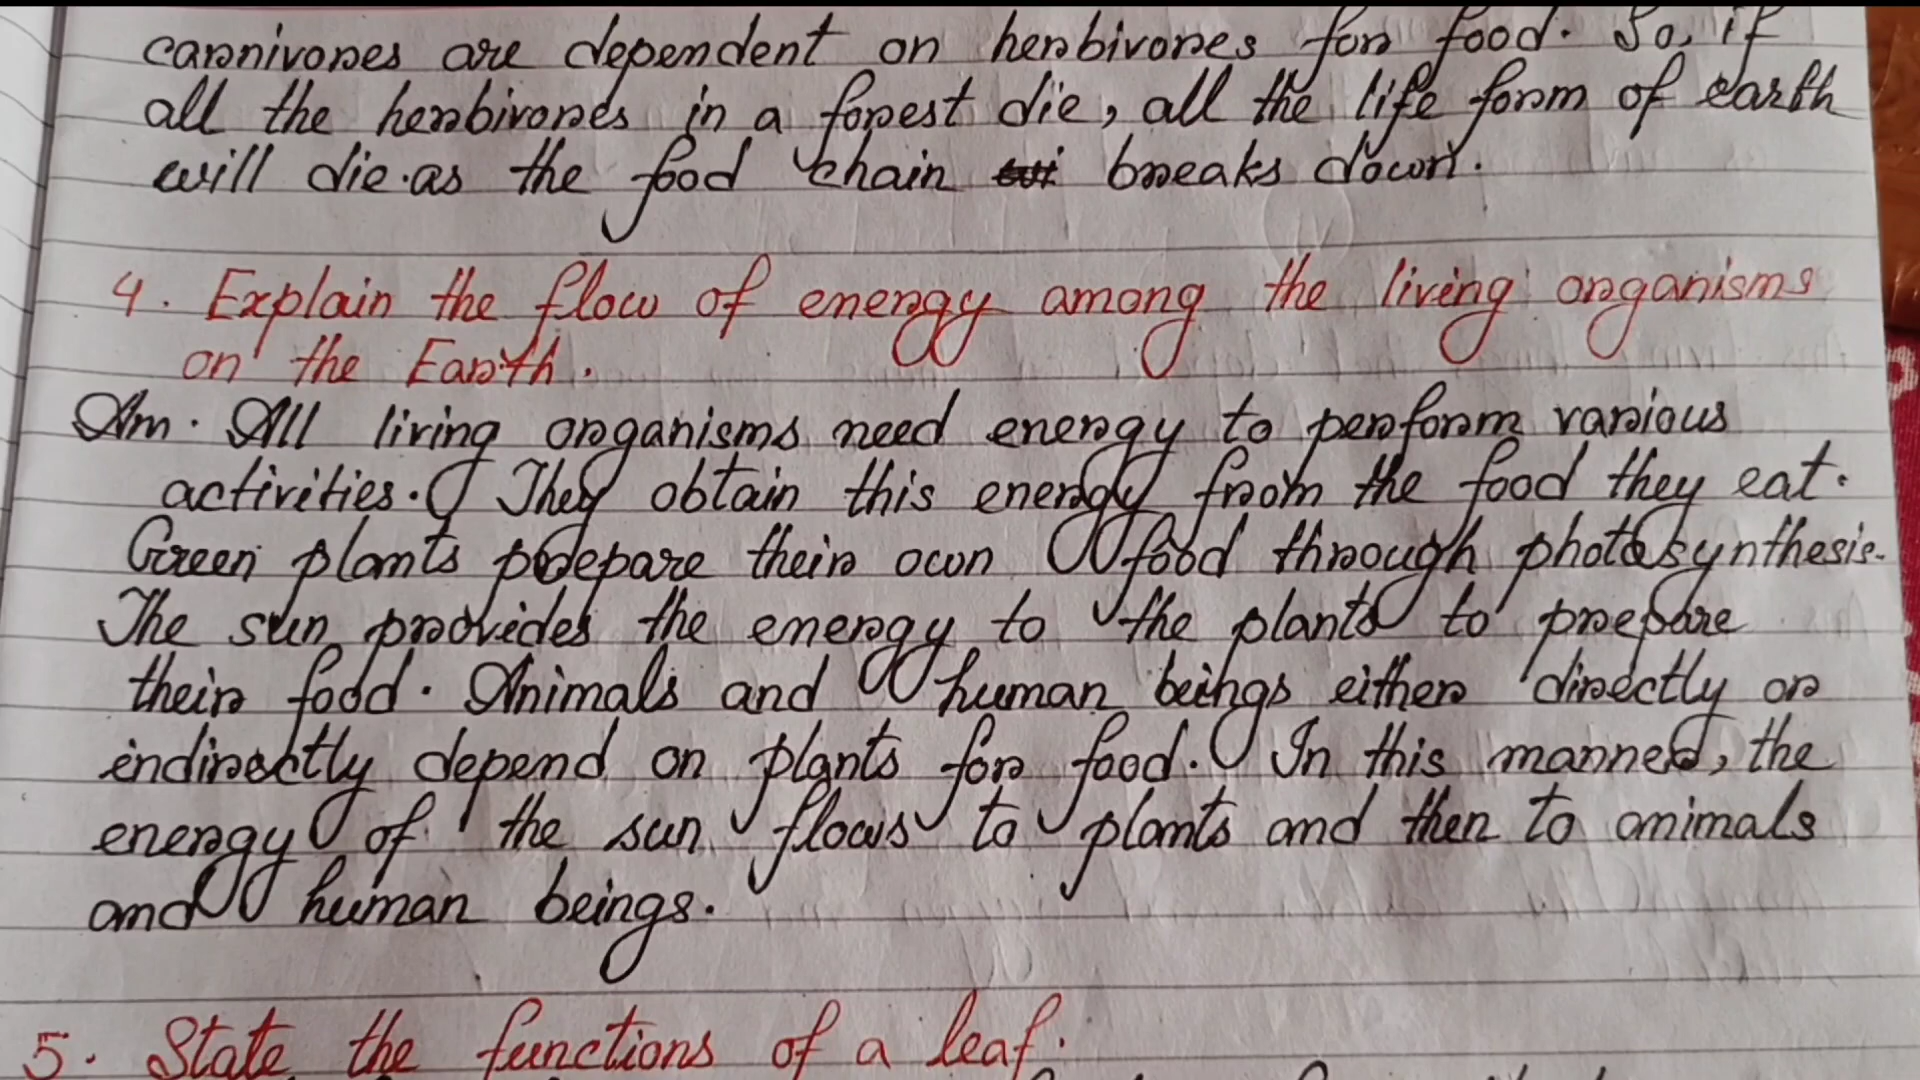 carnivores are dependent on herbivores for food. So, if
all the herbivores in a forest die, all the life form of earth
will die as the food chain breaks down.
4. Explain the flow of energy among the living organisms
on the Earth.
Ans. All living organisms need energy to perform various
activities. They obtain this energy from the food they eat.
Green plants prepare their own food through photosynthesis.
The sun provides the energy to the plants to prepare
their food. Animals and human beings either directly or
indirectly depend on plants for food. In this manner, the
energy of the sun flows to plants and then to animals
and human beings.
5. State the functions of a leaf.